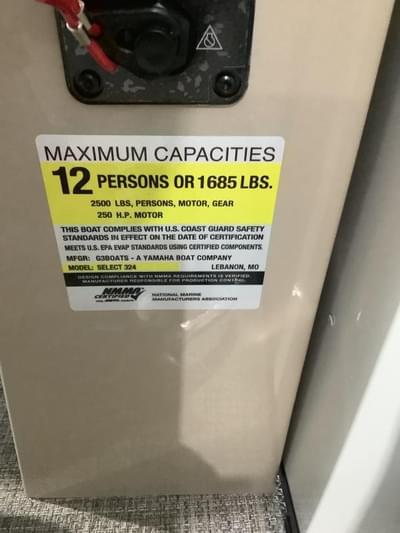 MAXIMUM CAPACITIES
12 PERSONS OR 1685 LBS.
2500 LBS, PERSONS, MOTOR, GEAR
250 H.P. MOTOR
THIS BOAT COMPLIES WITH U.S. COAST GUARD SAFETY
STANDARDS IN EFFECT ON THE DATE OF CERTIFICATION
MEETS U.S. EPA EVAP STANDARDS USING CERTIFIED COMPONENTS.
MFGR: G3BOATS - A YAMAHA BOAT COMPANY
MODEL: SELECT 324 LEBANON, MO
DESIGN COMPLIANCE WITH NMMA REQUIREMENTS IS VERIFIED.
MANUFACTURER RESPONSIBLE FOR PRODUCTION CONTROL.
NMMA
CERTIFIED
NATIONAL MARINE
MANUFACTURERS ASSOCIATION